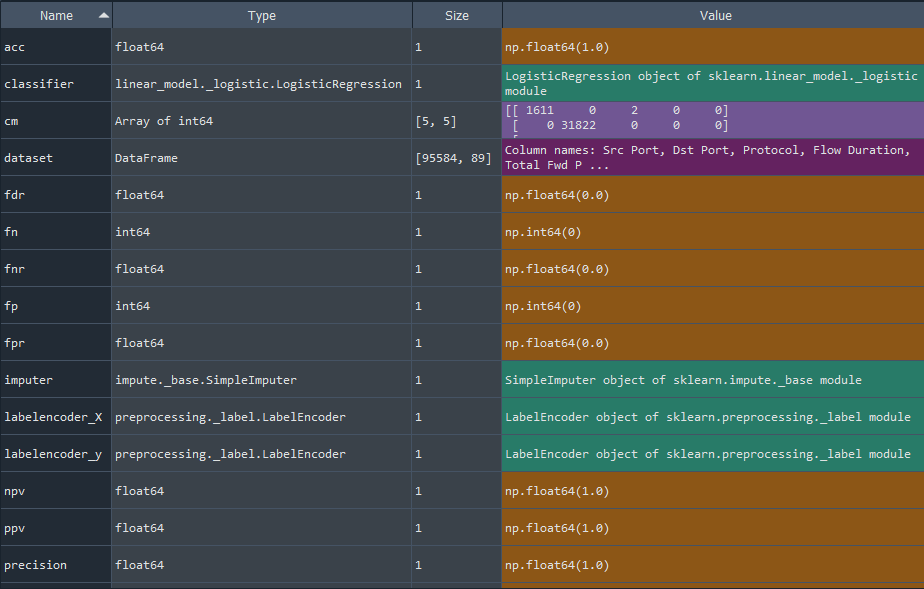 Name Type Size Value
acc float64 1 np.float64(1.0)
classifier linear_model._logistic.LogisticRegression 1 LogisticRegression object of sklearn.linear_model._logistic
module
cm Array of int64 [5, 5] [[ 1611 0 2 0 0]
[ 0 31822 0 0 0]
dataset DataFrame [95584, 89] Column names: Src Port, Dst Port, Protocol, Flow Duration,
Total Fwd P ...
fdr float64 1 np.float64(0.0)
fn int64 1 np.int64(0)
fnr float64 1 np.float64(0.0)
fp int64 1 np.int64(0)
fpr float64 1 np.float64(0.0)
imputer impute._base.SimpleImputer 1 SimpleImputer object of sklearn.impute._base module
labelencoder_X preprocessing._label.LabelEncoder 1 LabelEncoder object of sklearn.preprocessing._label module
labelencoder_y preprocessing._label.LabelEncoder 1 LabelEncoder object of sklearn.preprocessing._label module
npv float64 1 np.float64(1.0)
ppv float64 1 np.float64(1.0)
precision float64 1 np.float64(1.0)